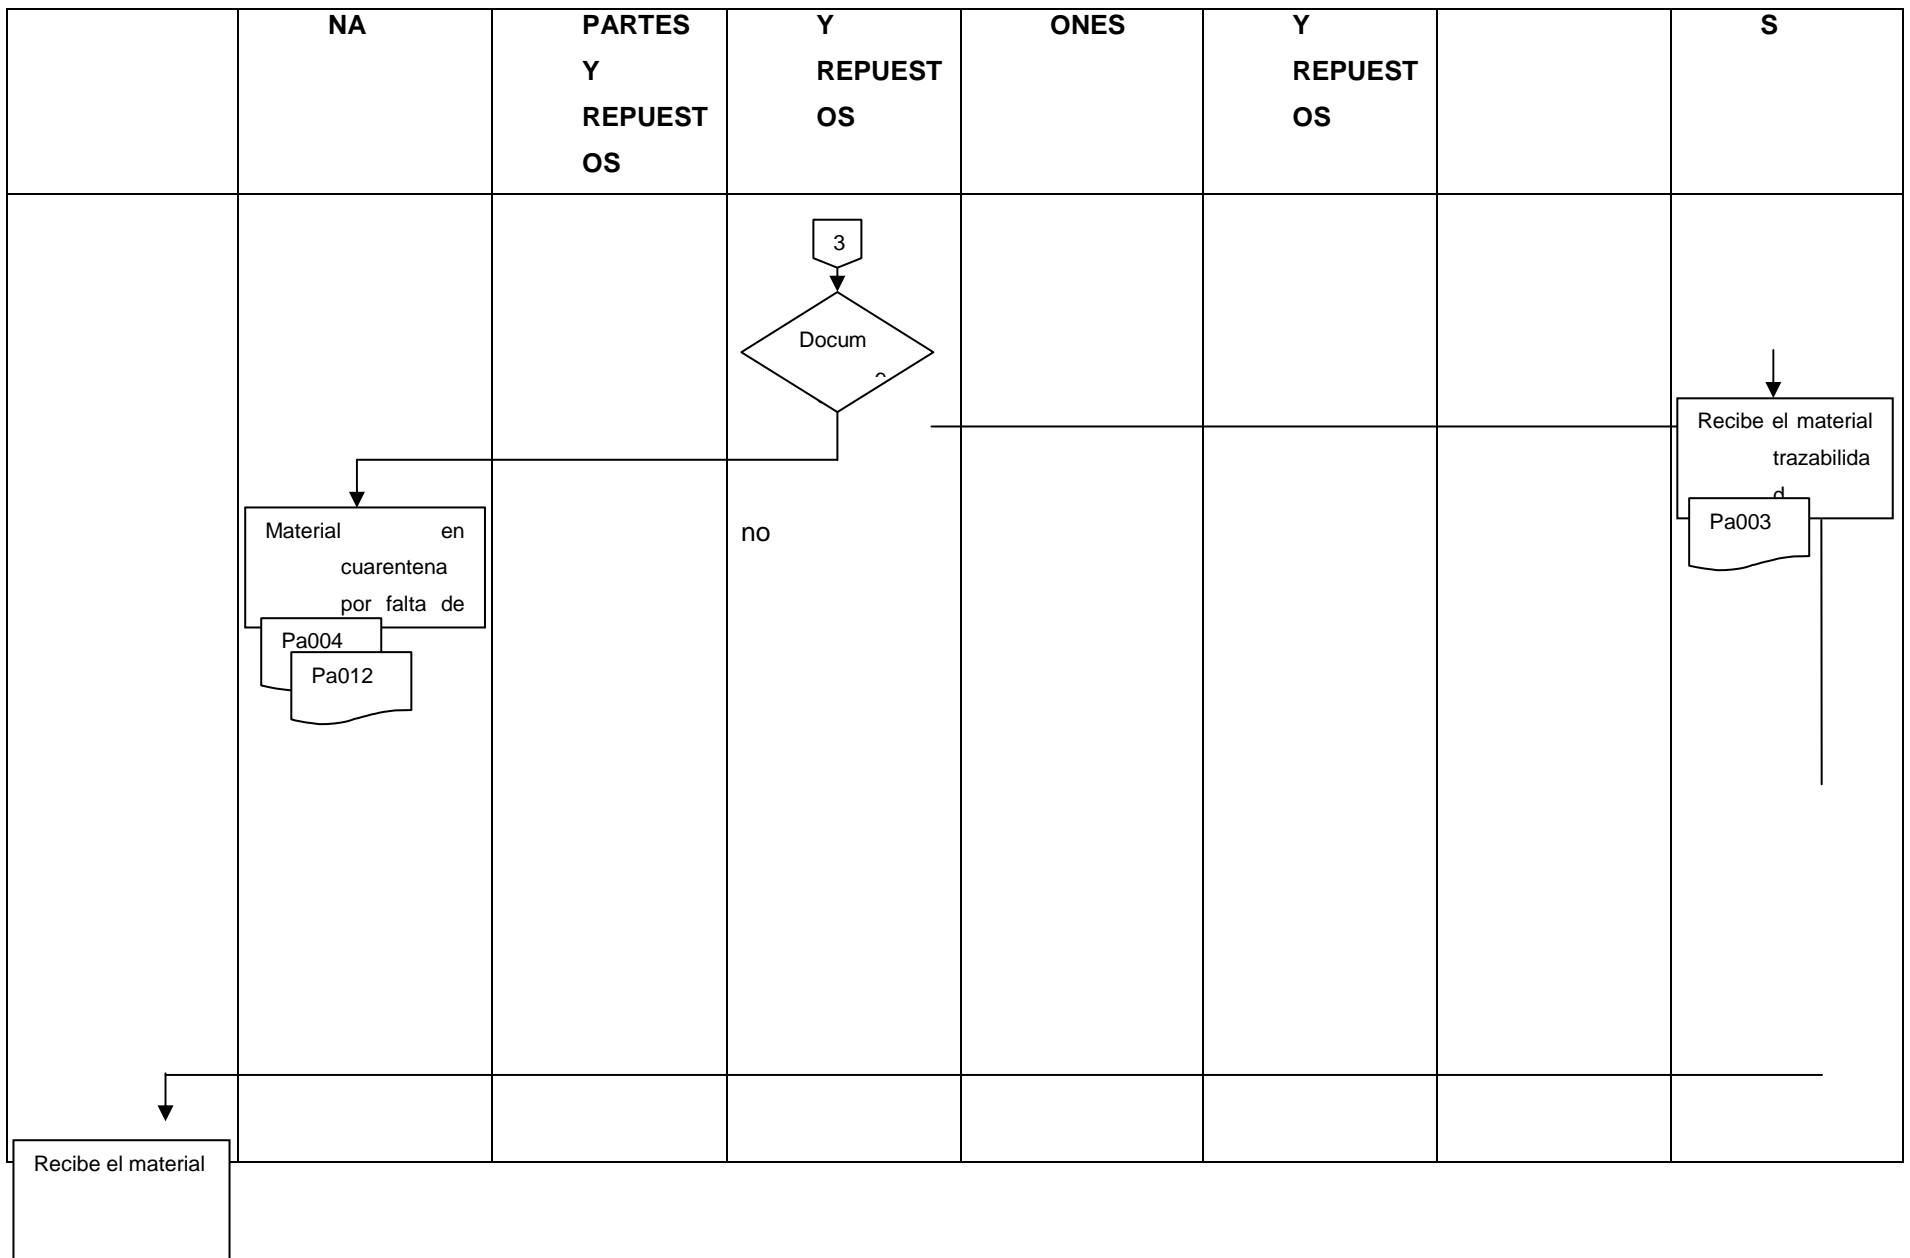 NA
PARTES
Y
REPUEST
OS
Y
REPUEST
OS
ONES
Y
REPUEST
OS
S
3
Docum
Recibe el material
trazabilida
d
Pa003
Material en
cuarentena
por falta de
Pa004
Pa012
no
Recibe el material